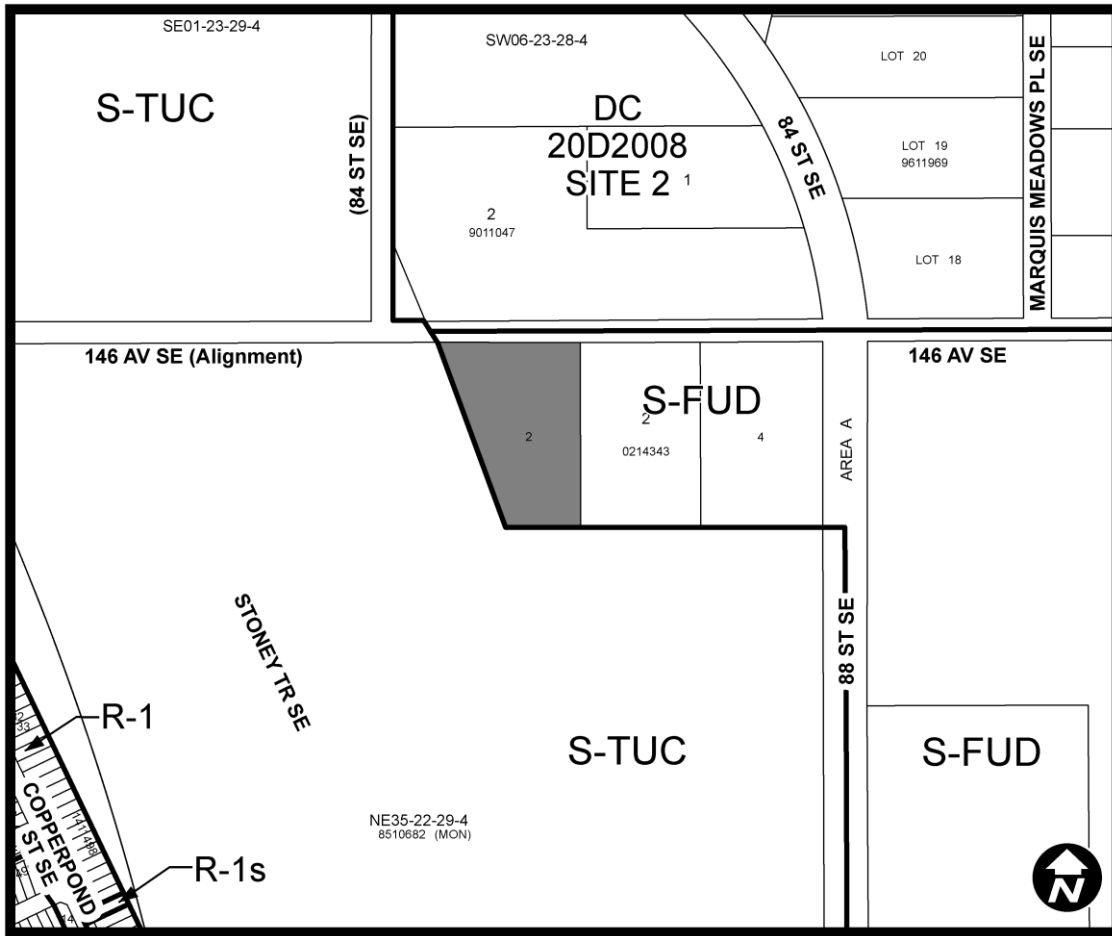 SE01-23-29-4
SW06-23-28-4
S-TUC
(84 ST SE)
DC
20D2008
SITE 2
1
2
9011047
84 ST SE
LOT 20
LOT 19
9611969
LOT 18
MARQUIS MEADOWS PL SE
146 AV SE (Alignment)
146 AV SE
S-FUD
2
2
0214343
4
AREA A
88 ST SE
STONEY TR SE
S-TUC
S-FUD
NE35-22-29-4
8510682 (MON)
R-1
33
COPPERPOND
ST SE
1411498
R-1s
14
N